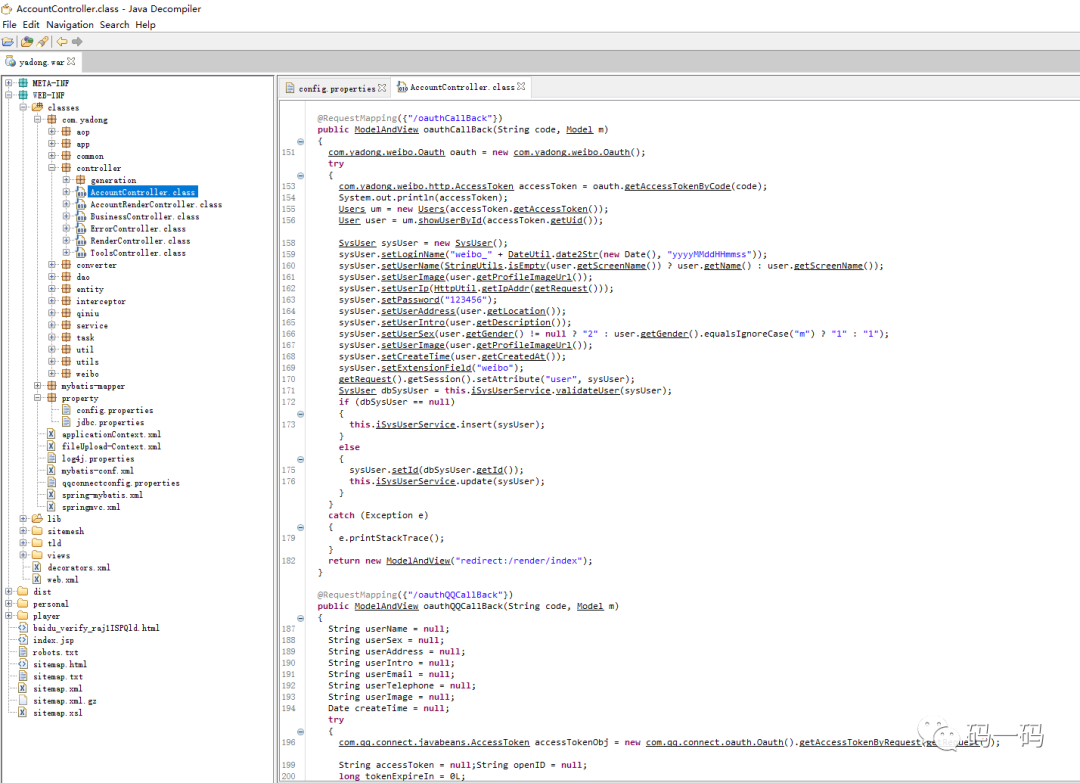 AccountController.class - Java Decompiler
File Edit Navigation Search Help
yadong.war
META-INF
WEB-INF
classes
com.yadong
aop
app
common
controller
generation
AccountController.class
AccountRenderController.class
BusinessController.class
ErrorController.class
RenderController.class
ToolsController.class
converter
dao
entity
interceptor
qiniu
service
task
util
utils
weibo
mybatis-mapper
property
config.properties
jdbc.properties
applicationContext.xml
fileUpload-Context.xml
log4j.properties
mybatis-conf.xml
qqconnectconfig.properties
spring-mybatis.xml
springmvc.xml
lib
sitemesh
tld
views
decorators.xml
web.xml
dist
personal
player
baidu_verify_raj1ISPQld.html
index.jsp
robots.txt
sitemap.html
sitemap.txt
sitemap.xml
sitemap.xml.gz
sitemap.xsl
config.properties AccountController.class
@RequestMapping({"/oauthCallBack"})
public ModelAndView oauthCallBack(String code, Model m)
{
151 com.yadong.weibo.Oauth oauth = new com.yadong.weibo.Oauth();
try
{
153 com.yadong.weibo.http.AccessToken accessToken = oauth.getAccessTokenByCode(code);
154 System.out.println(accessToken);
155 Users um = new Users(accessToken.getAccessToken());
156 User user = um.showUserById(accessToken.getUid());
158 SysUser sysUser = new SysUser();
159 sysUser.setLoginName("weibo_" + DateUtil.date2Str(new Date(), "yyyyMMddHHmmss"));
160 sysUser.setUserName(StringUtils.isEmpty(user.getScreenName()) ? user.getName() : user.getScreenName());
161 sysUser.setUserImage(user.getProfileImageUrl());
162 sysUser.setUserIp(HttpUtil.getIpAddr(getRequest()));
163 sysUser.setPassword("123456");
164 sysUser.setUserAddress(user.getLocation());
165 sysUser.setUserIntro(user.getDescription());
166 sysUser.setUserSex(user.getGender() != null ? "2" : user.getGender().equalsIgnoreCase("m") ? "1" : "1");
167 sysUser.setUserImage(user.getProfileImageUrl());
168 sysUser.setCreateTime(user.getCreatedAt());
169 sysUser.setExtensionField("weibo");
170 getRequest().getSession().setAttribute("user", sysUser);
171 SysUser dbSysUser = this.iSysUserService.validateUser(sysUser);
172 if (dbSysUser == null)
{
173 this.iSysUserService.insert(sysUser);
}
else
{
175 sysUser.setId(dbSysUser.getId());
176 this.iSysUserService.update(sysUser);
}
}
catch (Exception e)
{
179 e.printStackTrace();
}
182 return new ModelAndView("redirect:/render/index");
}
@RequestMapping({"/oauthQQCallBack"})
public ModelAndView oauthQQCallBack(String code, Model m)
{
187 String userName = null;
188 String userSex = null;
189 String userAddress = null;
190 String userIntro = null;
191 String userEmail = null;
192 String userTelephone = null;
193 String userImage = null;
194 Date createTime = null;
try
{
196 com.qq.connect.javabeans.AccessToken accessTokenObj = new com.qq.connect.oauth.Oauth().getAccessTokenByRequest(getRequest());
199 String accessToken = null;String openID = null;
200 long tokenExpireIn = 0L;
码一码